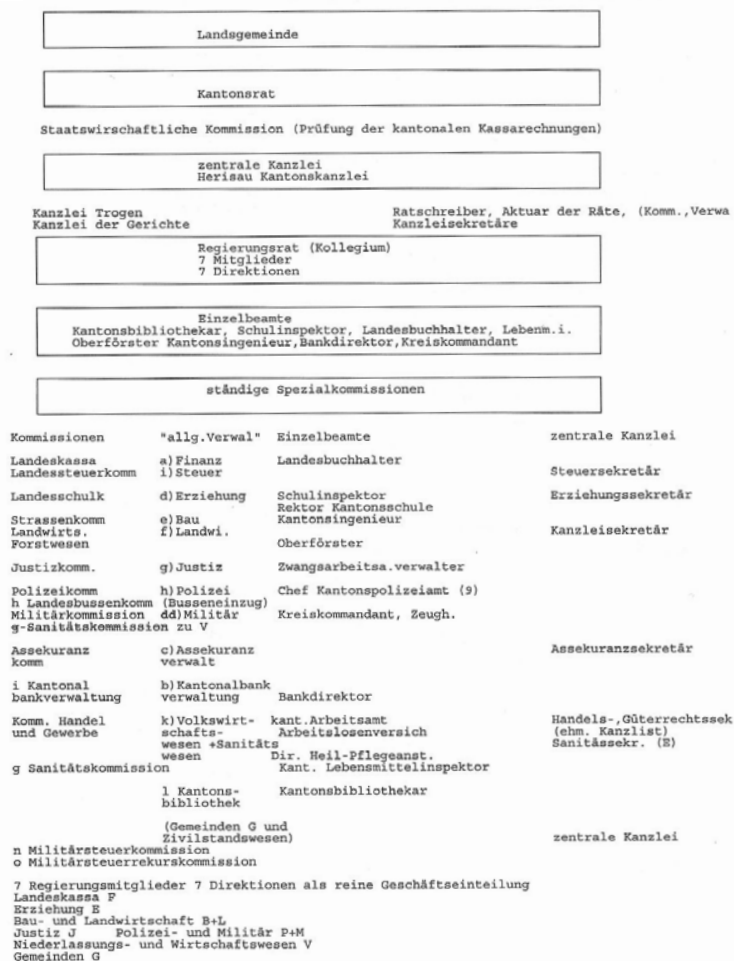 Landsgemeinde
Kantonsrat
Staatswirschaftliche Kommission (Prüfung der kantonalen Kassarechnungen)
zentrale Kanzlei
Herisau Kantonskanzlei
Kanzlei Trogen Ratschreiber, Aktuar der Räte, (Komm.,Verwa
Kanzlei der Gerichte Kanzleisekretäre
Regierungsrat (Kollegium)
7 Mitglieder
7 Direktionen
Einzelbeamte
Kantonsbibliothekar, Schulinspektor, Landesbuchhalter, Lebenm.i.
Oberförster Kantonsingenieur,Bankdirektor,Kreiskommandant
ständige Spezialkommissionen
Kommissionen "allg.Verwal" Einzelbeamte zentrale Kanzlei
Landeskassa a)Finanz Landesbuchhalter
Landessteuerkomm i)Steuer Steuersekretär
Landesschulk d)Erziehung Schulinspektor Erziehungssekretär
Rektor Kantonsschule
Strassenkomm e)Bau Kantonsingenieur
Landwirts. f)Landwi. Kanzleisekretär
Forstwesen Oberförster
Justizkomm. g)Justiz Zwangsarbeitsa.verwalter
Polizeikomm h)Polizei Chef Kantonspolizeiamt (9)
h Landesbussenkomm (Busseneinzug)
Militärkommission dd)Militär Kreiskommandant, Zeugh.
g-Sanitätskommission zu V
Assekuranz c)Assekuranz Assekuranzsekretär
komm verwalt
i Kantonal b)Kantonalbank
bankverwaltung verwaltung Bankdirektor
Komm. Handel k)Volkswirt- kant.Arbeitsamt Handels-,Güterrechtssek
und Gewerbe schafts- Arbeitslosenversich (ehm. Kanzlist)
wesen +Sanitäts Sanitässekr. (E)
wesen Dir. Heil-Pflegeanst.
g Sanitätskommission Kant. Lebensmittelinspektor
l Kantons- Kantonsbibliothekar
bibliothek
(Gemeinden G und
Zivilstandswesen) zentrale Kanzlei
n Militärsteuerkommission
o Militärsteuerrekurskommission
7 Regierungsmitglieder 7 Direktionen als reine Geschäftseinteilung
Landeskassa F
Erziehung E
Bau- und Landwirtschaft B+L
Justiz J Polizei- und Militär P+M
Niederlassungs- und Wirtschaftswesen V
Gemeinden G